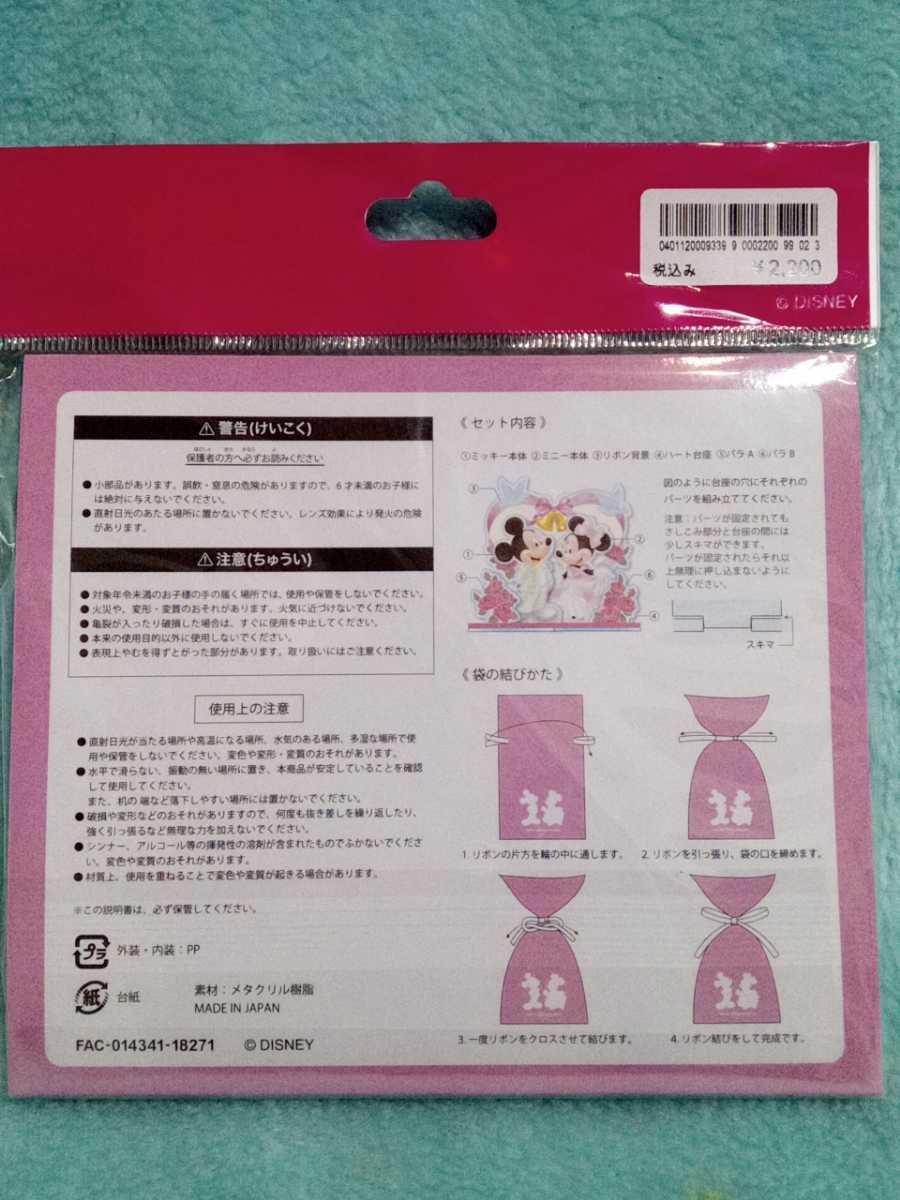 0401120009339 9 0002200 99 02 3
税込み ¥2,200
© DISNEY
⚠警告(けいこく)
保護者の方へ必ずお読みください
●小部品があります。誤飲・窒息の危険がありますので、6才未満のお子様に
は絶対に与えないでください。
●直射日光のあたる場所に置かないでください。レンズ効果により発火の危険
があります。
⚠注意(ちゅうい)
●対象年令未満のお子様の手の届く場所では、使用や保管をしないでください。
●火災や、変形・変質のおそれがあります。火気に近づけないでください。
●亀裂が入ったり破損した場合は、すぐに使用を中止してください。
●本来の使用目的以外に使用しないでください。
●表現上やむを得ずとがった部分があります。取り扱いにはご注意ください。
使用上の注意
●直射日光が当たる場所や高温になる場所、水気のある場所、多湿な場所で使
用や保管をしないでください。変色や変形・変質のおそれがあります。
●水平で滑らない、振動の無い場所に置き、本商品が安定していることを確認
して使用してください。
また、机の端など落下しやすい場所には置かないでください。
●破損や変形などのおそれがありますので、何度も抜き差しを繰り返したり、
強く引っ張るなど無理な力を加えないでください。
●シンナー、アルコール等の揮発性の溶剤が含まれたものでふかないでくださ
い。変色や変質のおそれがあります。
●材質上、使用を重ねることで変色や変質が起きる場合があります。
※この説明書は、必ず保管してください。
プラ 外装・内装：PP
紙 台紙
素材：メタクリル樹脂
MADE IN JAPAN
FAC-014341-18271 © DISNEY
《 セット内容 》
①ミッキー本体 ②ミニー本体 ③リボン背景 ④ハート台座 ⑤バラA ⑥バラB
③
①
⑤
②
⑥
④
図のように台座の穴にそれぞれの
パーツを組み立ててください。
注意：パーツが固定されても
さしこみ部分と台座の間には
少しスキマができます。
パーツが固定されたらそれ以
上無理に押し込まないように
してください。
スキマ
《 袋の結びかた 》
1. リボンの片方を輪の中に通します。
2. リボンを引っ張り、袋の口を締めます。
3. 一度リボンをクロスさせて結びます。
4. リボン結びをして完成です。